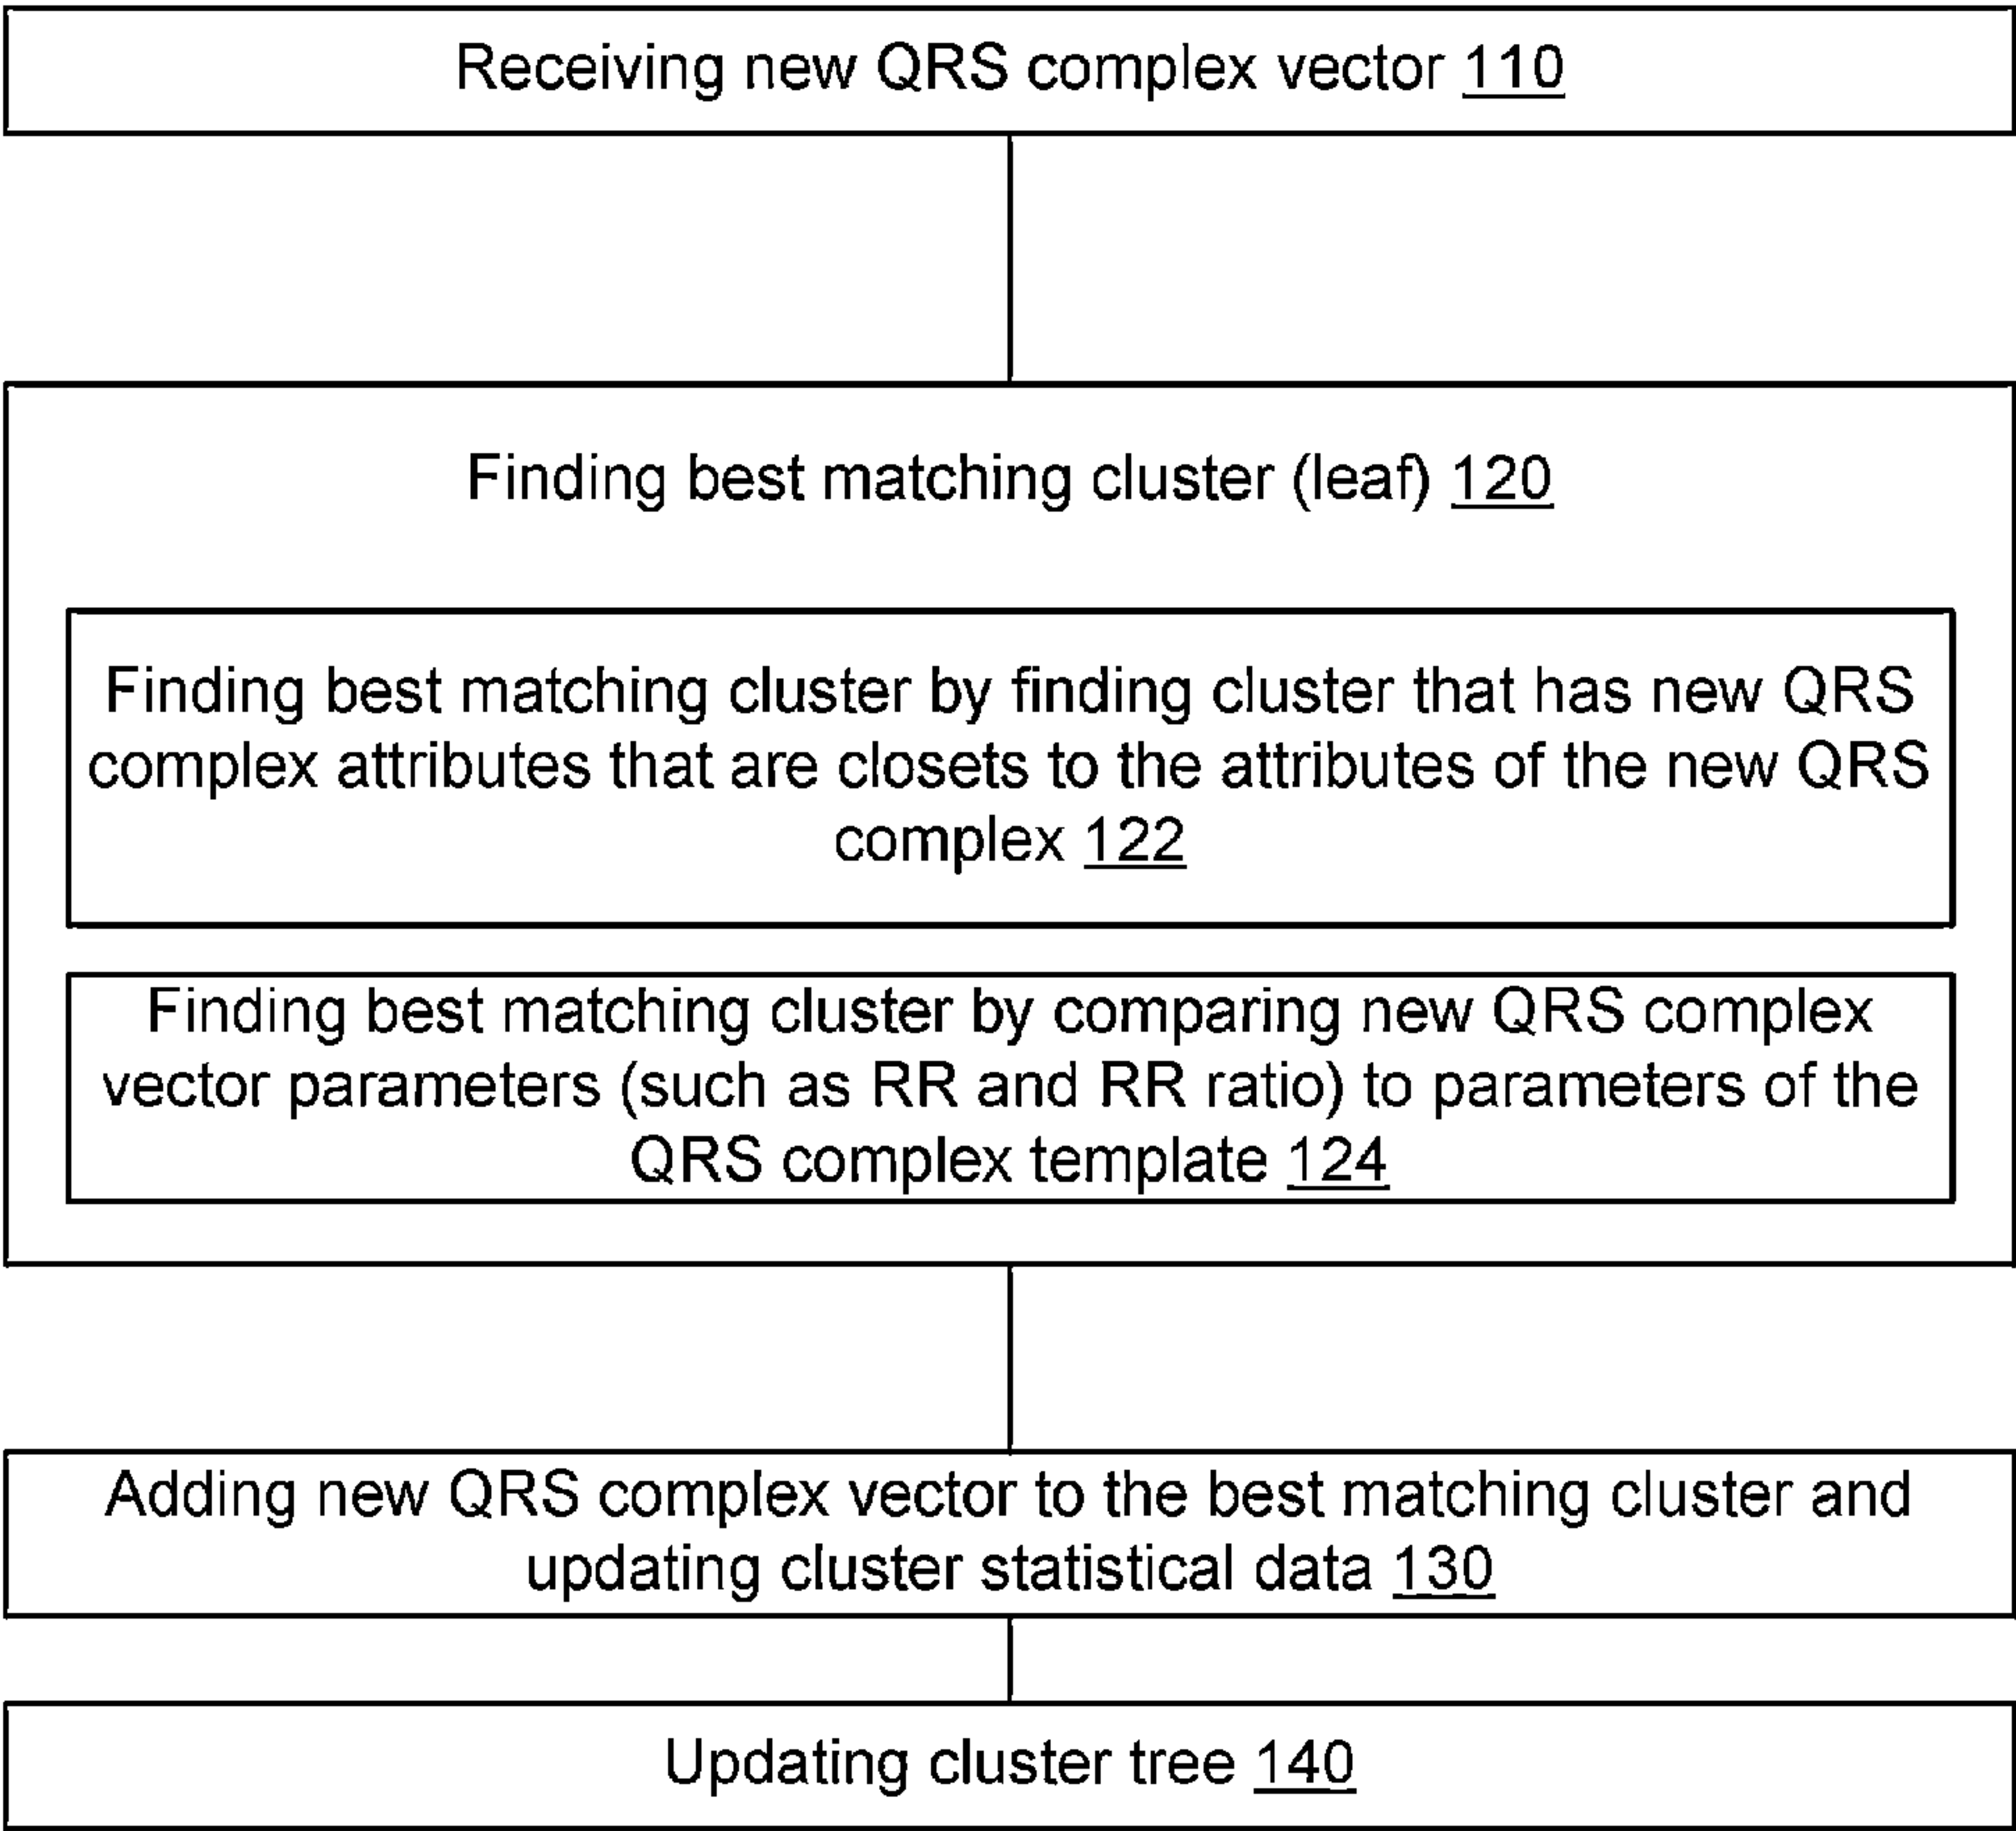 Receiving new QRS complex vector 110
Finding best matching cluster (leaf) 120
Finding best matching cluster by finding cluster that has new QRS
complex attributes that are closets to the attributes of the new QRS
complex 122
Finding best matching cluster by comparing new QRS complex
vector parameters (such as RR and RR ratio) to parameters of the
QRS complex template 124
Adding new QRS complex vector to the best matching cluster and
updating cluster statistical data 130
Updating cluster tree 140